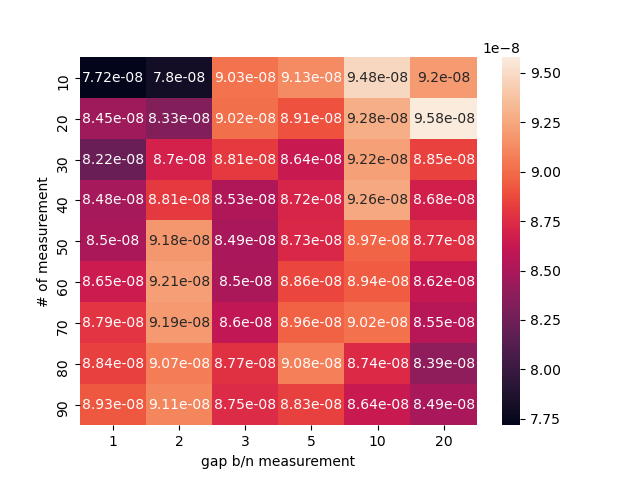 1e−8
10 7.72e-08 7.8e-08 9.03e-08 9.13e-08 9.48e-08 9.2e-08
20 8.45e-08 8.33e-08 9.02e-08 8.91e-08 9.28e-08 9.58e-08
30 8.22e-08 8.7e-08 8.81e-08 8.64e-08 9.22e-08 8.85e-08
40 8.48e-08 8.81e-08 8.53e-08 8.72e-08 9.26e-08 8.68e-08
50 8.5e-08 9.18e-08 8.49e-08 8.73e-08 8.97e-08 8.77e-08
60 8.65e-08 9.21e-08 8.5e-08 8.86e-08 8.94e-08 8.62e-08
70 8.79e-08 9.19e-08 8.6e-08 8.96e-08 9.02e-08 8.55e-08
80 8.84e-08 9.07e-08 8.77e-08 9.08e-08 8.74e-08 8.39e-08
90 8.93e-08 9.11e-08 8.75e-08 8.83e-08 8.64e-08 8.49e-08
1 2 3 5 10 20
gap b/n measurement
# of measurement
9.50
9.25
9.00
8.75
8.50
8.25
8.00
7.75